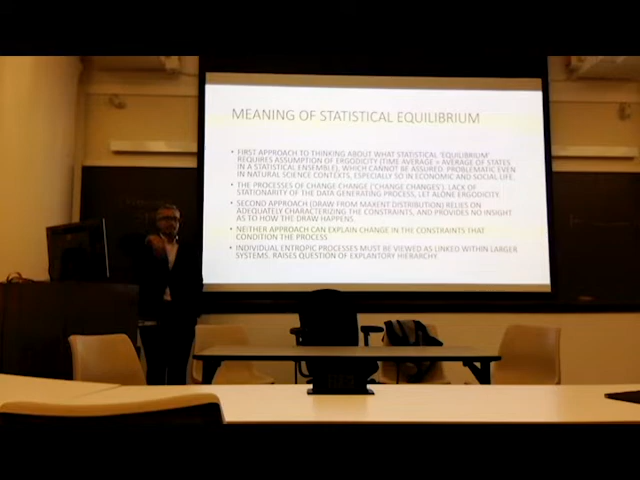 MEANING OF STATISTICAL EQUILIBRIUM
• FIRST APPROACH TO THINKING ABOUT WHAT STATISTICAL 'EQUILIBRIUM'
REQUIRES ASSUMPTION OF ERGODICITY (TIME AVERAGE = AVERAGE OF STATES
IN A STATISTICAL ENSEMBLE), WHICH CANNOT BE ASSURED. PROBLEMATIC EVEN
IN NATURAL SCIENCE CONTEXTS, ESPECIALLY SO IN ECONOMIC AND SOCIAL LIFE.
• THE PROCESSES OF CHANGE CHANGE ('CHANGE CHANGES'). LACK OF
STATIONARITY OF THE DATA GENERATING PROCESS, LET ALONE ERGODICITY.
• SECOND APPROACH (DRAW FROM MAXENT DISTRIBUTION) RELIES ON
ADEQUATELY CHARACTERIZING THE CONSTRAINTS, AND PROVIDES NO INSIGHT
AS TO HOW THE DRAW HAPPENS.
• NEITHER APPROACH CAN EXPLAIN CHANGE IN THE CONSTRAINTS THAT
CONDITION THE PROCESS
• INDIVIDUAL ENTROPIC PROCESSES MUST BE VIEWED AS LINKED WITHIN LARGER
SYSTEMS. RAISES QUESTION OF EXPLANTORY HIERARCHY.